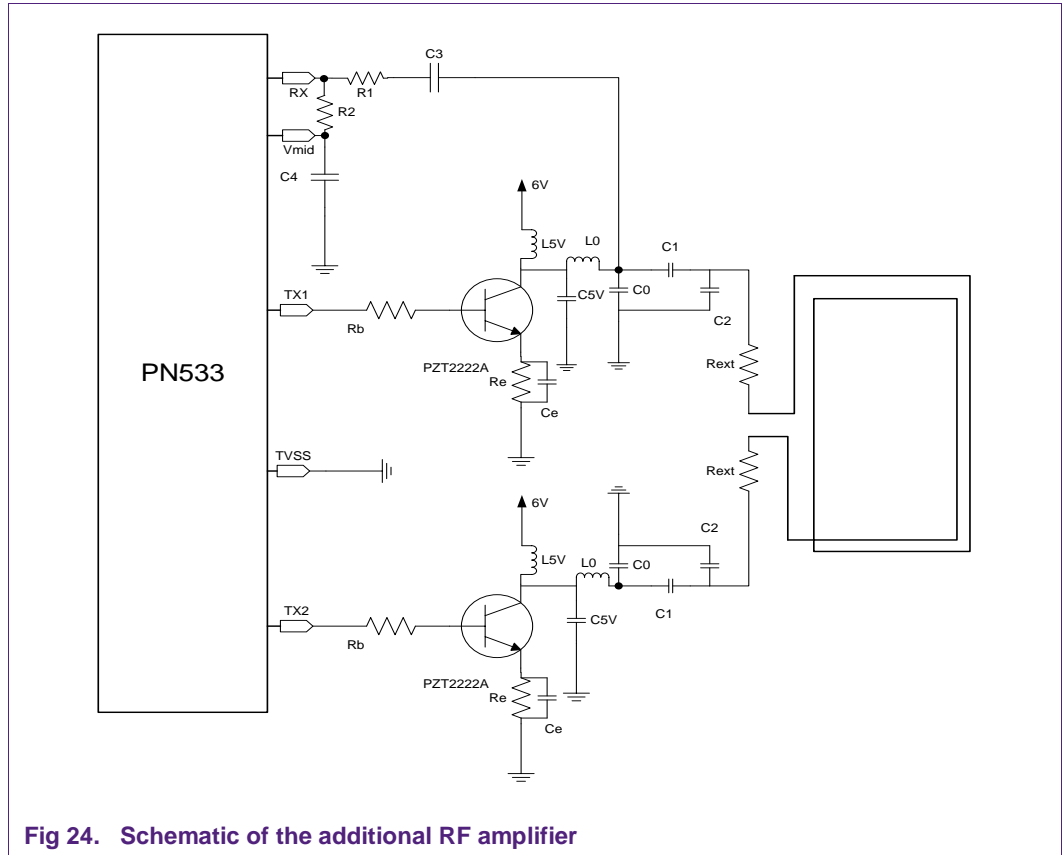 C3
RX
R1
R2
Vmid
C4
6V
L5V
L0
C1
TX1
C5V
C0
C2
Rb
PN533
PZT2222A
Rext
Re
Ce
TVSS
Rext
6V
C2
L5V
L0
C0
TX2
C1
C5V
Rb
PZT2222A
Re
Ce
Fig 24. Schematic of the additional RF amplifier